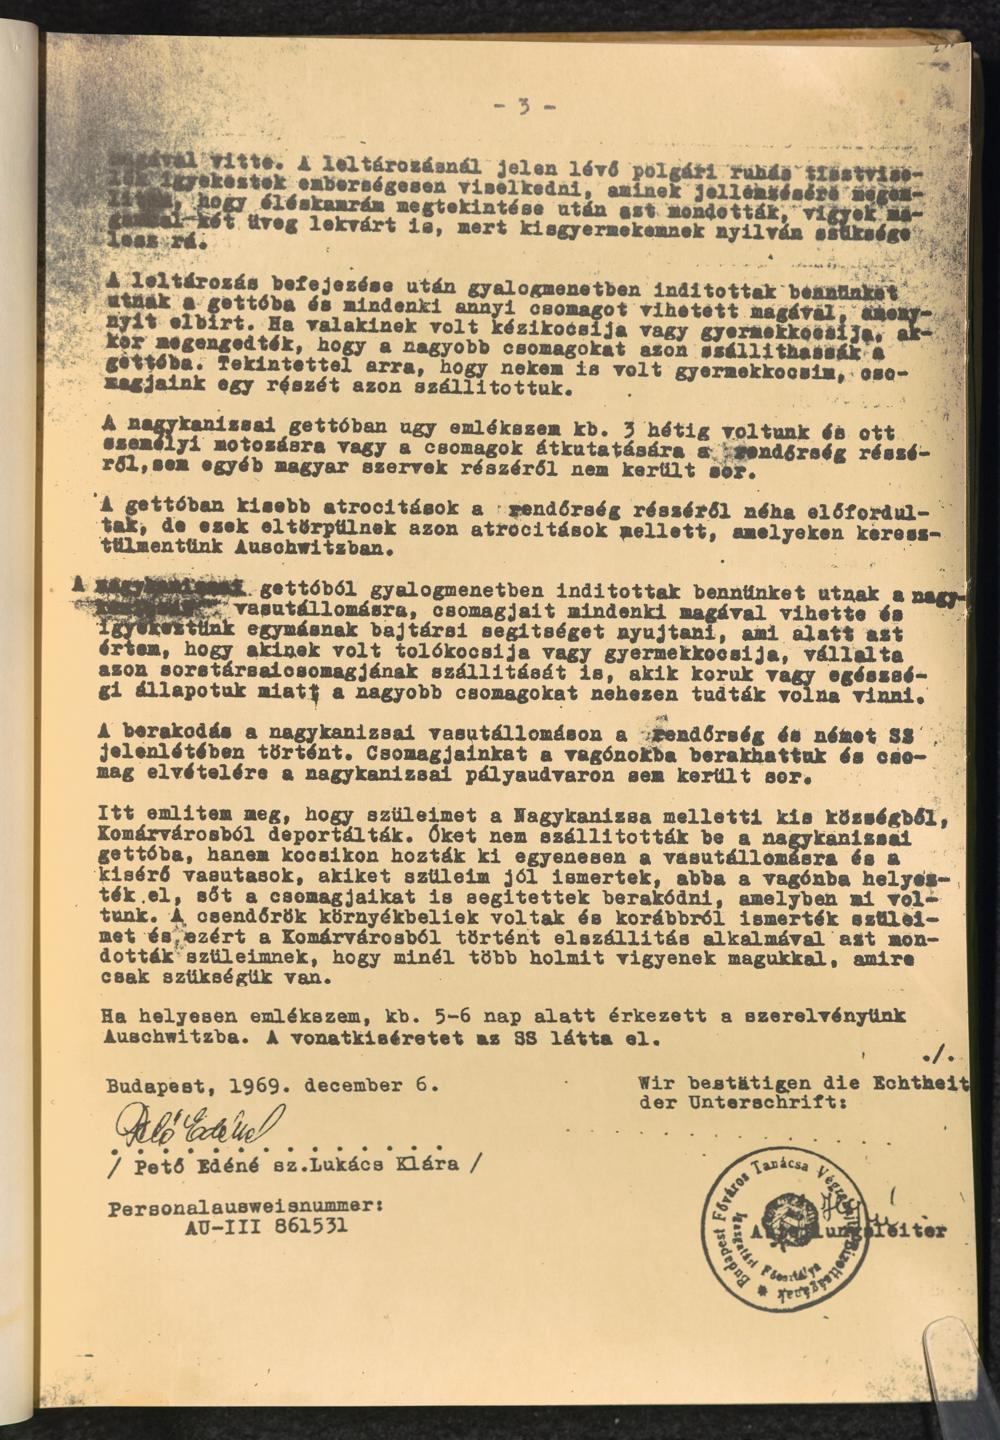 - 3 -
magával vitte. A leltározásnál jelen lévő polgári ruhás tisztvise-
lők igyekeztek emberségesen viselkedni, aminek jellemzésére megem-
litem, hogy éléskamrám megtekintése után azt mondották, vigyek ma-
gammal két üveg lekvárt is, mert kisgyermekemnek nyilván szüksége
lesz rá.
A leltározás befejezése után gyalogmenetben inditottak bennünket
utnak a gettóba és mindenki annyi csomagot vihetett magával, ameny-
nyit elbirt. Ha valakinek volt kézikocsija vagy gyermekkocsija, ak-
kor megengedték, hogy a nagyobb csomagokat azon szállithassák a
gettóba. Tekintettel arra, hogy nekem is volt gyermekkocsim, cso-
magjaink egy részét azon szállitottuk.
A nagykanizsai gettóban ugy emlékszem kb. 3 hétig voltunk és ott
személyi motozásra vagy a csomagok átkutatására a rendőrség részé-
ről,sem egyéb magyar szervek részéről nem került sor.
A gettóban kisebb atrocitások a rendőrség részéről néha előfordul-
tak, de ezek eltörpülnek azon atrocitások mellett, amelyeken keresz-
tülmentünk Auschwitzban.
A gettóból gyalogmenetben inditottak bennünket utnak a nagy-
vasutállomásra, csomagjait mindenki magával vihette és
igyekeztünk egymásnak bajtársi segitséget nyujtani, ami alatt azt
értem, hogy akinek volt tolókocsija vagy gyermekkocsija, vállalta
azon sorstársaicsomagjának szállitását is, akik koruk vagy egészsé-
gi állapotuk miatt a nagyobb csomagokat nehezen tudták volna vinni.
A berakodás a nagykanizsai vasutállomáson a rendőrség és német SS
jelenlétében történt. Csomagjainkat a vagónokba berakhattuk és cso-
mag elvételére a nagykanizsai pályaudvaron sem került sor.
Itt emlitem meg, hogy szüleimet a Nagykanizsa melletti kis községből,
Komárvárosból deportálták. Őket nem szállitották be a nagykanizsai
gettóba, hanem kocsikon hozták ki egyenesen a vasutállomásra és a
kisérő vasutasok, akiket szüleim jól ismertek, abba a vagónba helyez-
ték el, sőt a csomagjaikat is segitettek berakódni, amelyben mi vol-
tunk. A csendőrök környékbeliek voltak és korábbról ismerték szülei-
met és ezért a Komárvárosból történt elszállitás alkalmával azt mon-
dották szüleimnek, hogy minél több holmit vigyenek magukkal, amire
csak szükségük van.
Ha helyesen emlékszem, kb. 5-6 nap alatt érkezett a szerelvényünk
Auschwitzba. A vonatkiséretet az SS látta el.
./.
Budapest, 1969. december 6.
Wir bestätigen die Echtheit
der Unterschrift:
Pető Edéné
/ Pető Edéné sz.Lukács Klára /
Personalausweisnummer:
AU-III 861531
Abteilungsleiter
Budapest Főváros Tanácsa Végrehajtó Bizottságának
Igazgatási Főosztálya